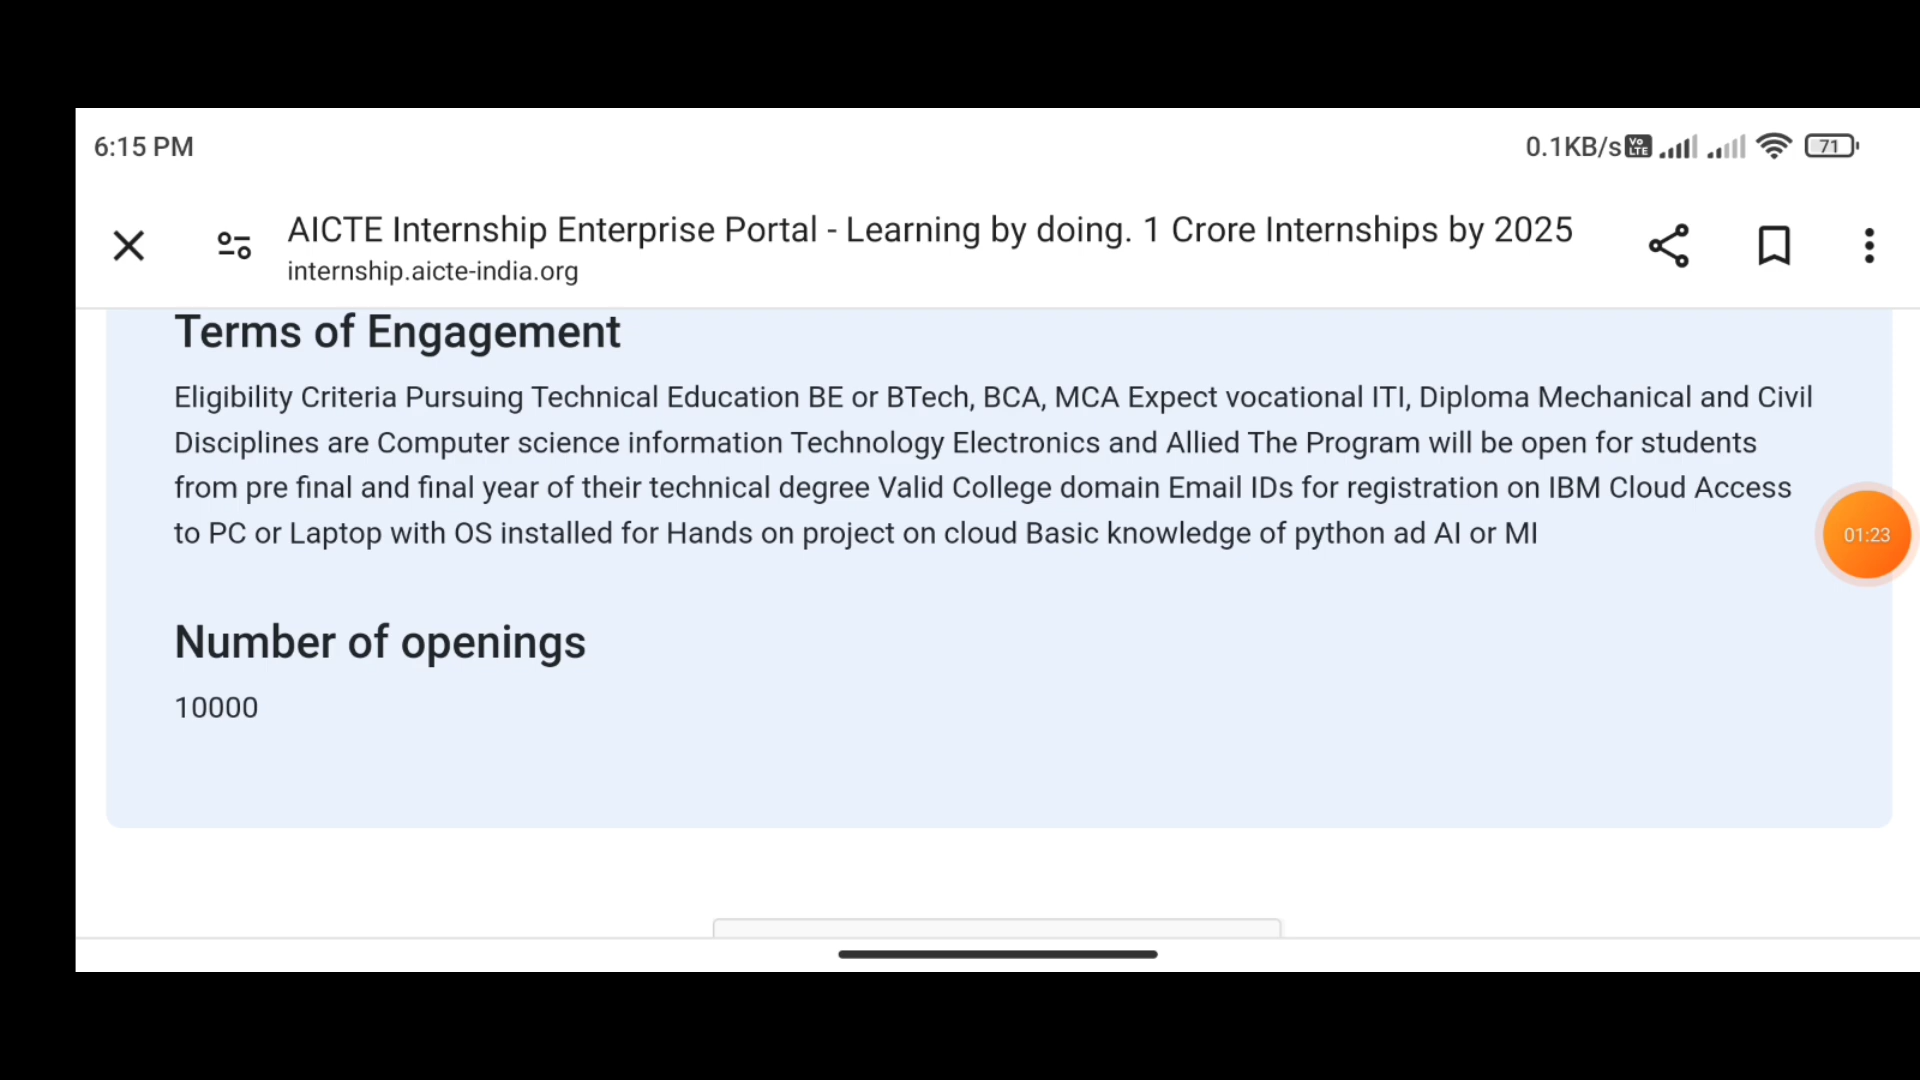 6:15 PM
0.1KB/s Vo LTE 71
AICTE Internship Enterprise Portal - Learning by doing. 1 Crore Internships by 2025
internship.aicte-india.org
Terms of Engagement
Eligibility Criteria Pursuing Technical Education BE or BTech, BCA, MCA Expect vocational ITI, Diploma Mechanical and Civil
Disciplines are Computer science information Technology Electronics and Allied The Program will be open for students
from pre final and final year of their technical degree Valid College domain Email IDs for registration on IBM Cloud Access
to PC or Laptop with OS installed for Hands on project on cloud Basic knowledge of python ad AI or MI
01:23
Number of openings
10000